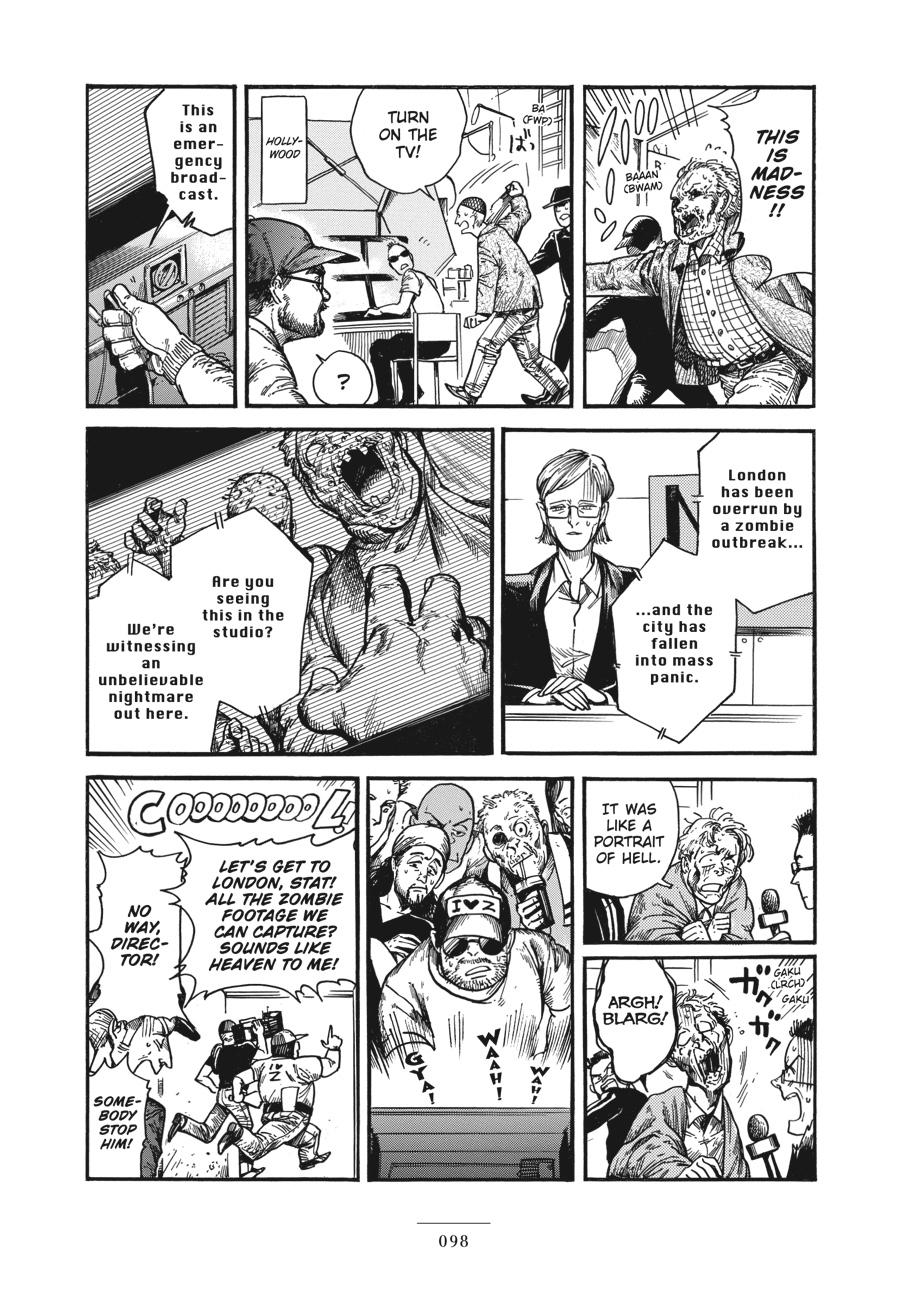 THIS
IS
MAD-
NESS
!!
BAAAN
(BWAM)
BA
(FWP)
ばっ
TURN
ON THE
TV!
HOLLY-
WOOD
?
This
is an
emer-
gency
broad-
cast.
London
has been
overrun by
a zombie
outbreak...
...and the
city has
fallen
into mass
panic.
Are you
seeing
this in the
studio?
We're
witnessing
an
unbelievable
nightmare
out here.
IT WAS
LIKE A
PORTRAIT
OF HELL.
GAKU
(LRCH)
GAKU
ガク
ガク
ARGH!
BLARG!
I♥Z
GYA!
WAAH!
WAH!
COOOOOOOOOL!!
LET'S GET TO
LONDON, STAT!
ALL THE ZOMBIE
FOOTAGE WE
CAN CAPTURE?
SOUNDS LIKE
HEAVEN TO ME!
NO
WAY,
DIREC-
TOR!
I♥
Z
SOME-
BODY
STOP
HIM!
098